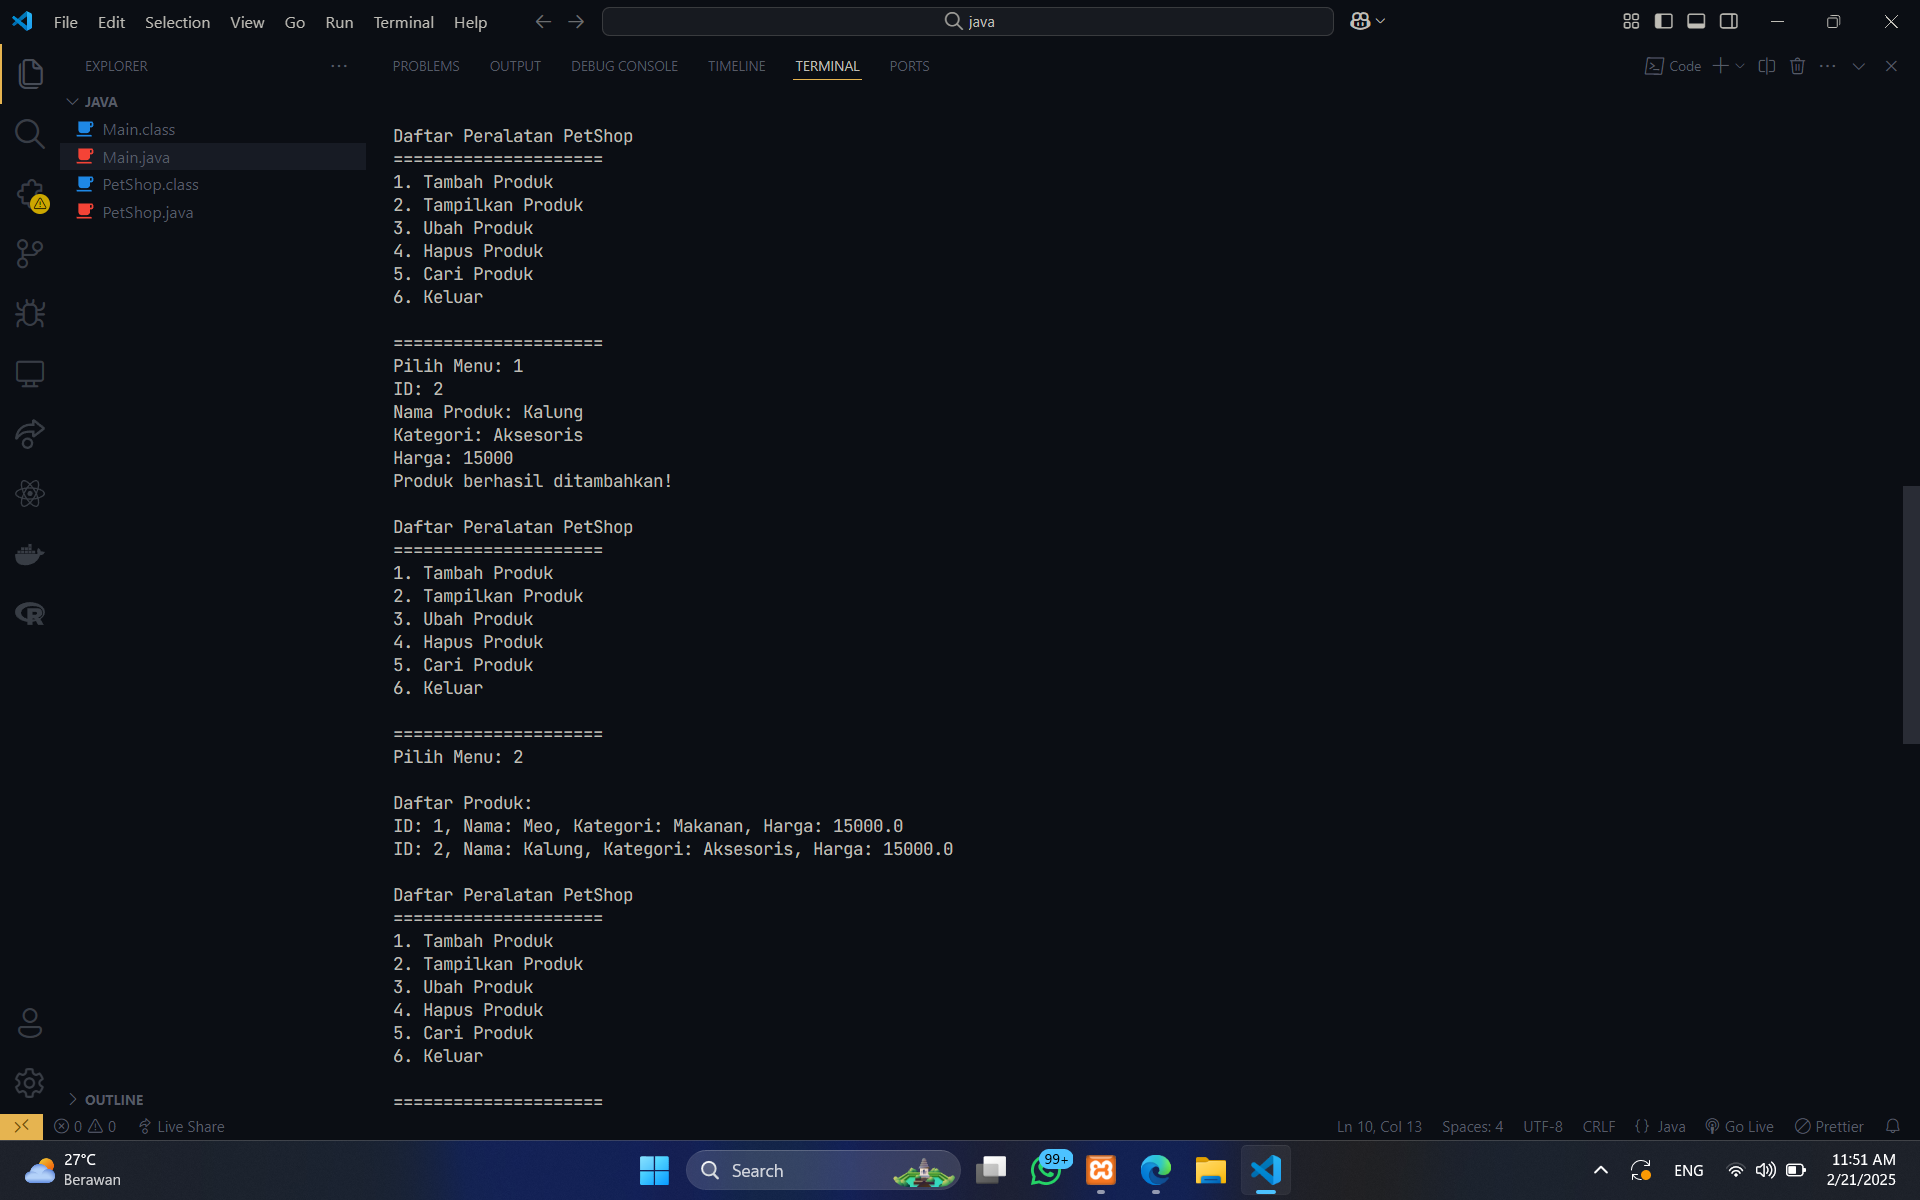 File Edit Selection View Go Run Terminal Help
java
EXPLORER
PROBLEMS OUTPUT DEBUG CONSOLE TIMELINE TERMINAL PORTS
Code
JAVA
Main.class
Main.java
PetShop.class
PetShop.java
Daftar Peralatan PetShop
=====================
1. Tambah Produk
2. Tampilkan Produk
3. Ubah Produk
4. Hapus Produk
5. Cari Produk
6. Keluar
=====================
Pilih Menu: 1
ID: 2
Nama Produk: Kalung
Kategori: Aksesoris
Harga: 15000
Produk berhasil ditambahkan!
Daftar Peralatan PetShop
=====================
1. Tambah Produk
2. Tampilkan Produk
3. Ubah Produk
4. Hapus Produk
5. Cari Produk
6. Keluar
=====================
Pilih Menu: 2
Daftar Produk:
ID: 1, Nama: Meo, Kategori: Makanan, Harga: 15000.0
ID: 2, Nama: Kalung, Kategori: Aksesoris, Harga: 15000.0
Daftar Peralatan PetShop
=====================
1. Tambah Produk
2. Tampilkan Produk
3. Ubah Produk
4. Hapus Produk
5. Cari Produk
6. Keluar
=====================
OUTLINE
0 0 Live Share
Ln 10, Col 13 Spaces: 4 UTF-8 CRLF {} Java Go Live Prettier
27°C
Berawan
Search
99+
ENG
11:51 AM
2/21/2025